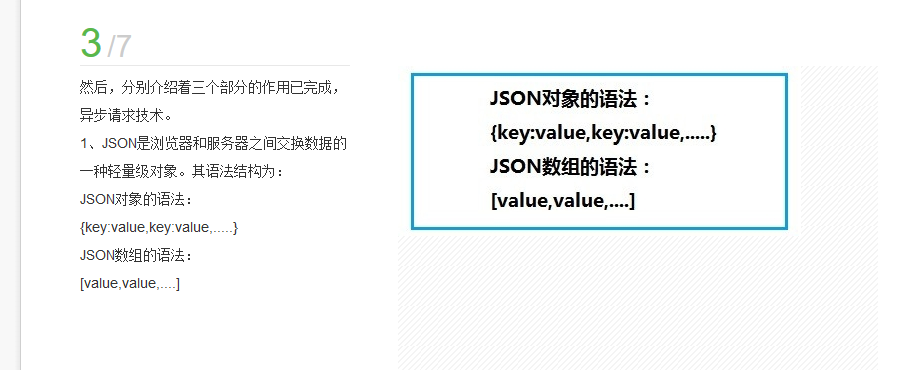 3 /7
然后，分别介绍着三个部分的作用已完成，
异步请求技术。
1、JSON是浏览器和服务器之间交换数据的
一种轻量级对象。其语法结构为：
JSON对象的语法：
{key:value,key:value,.....}
JSON数组的语法：
[value,value,....]
JSON对象的语法：
{key:value,key:value,.....}
JSON数组的语法：
[value,value,....]